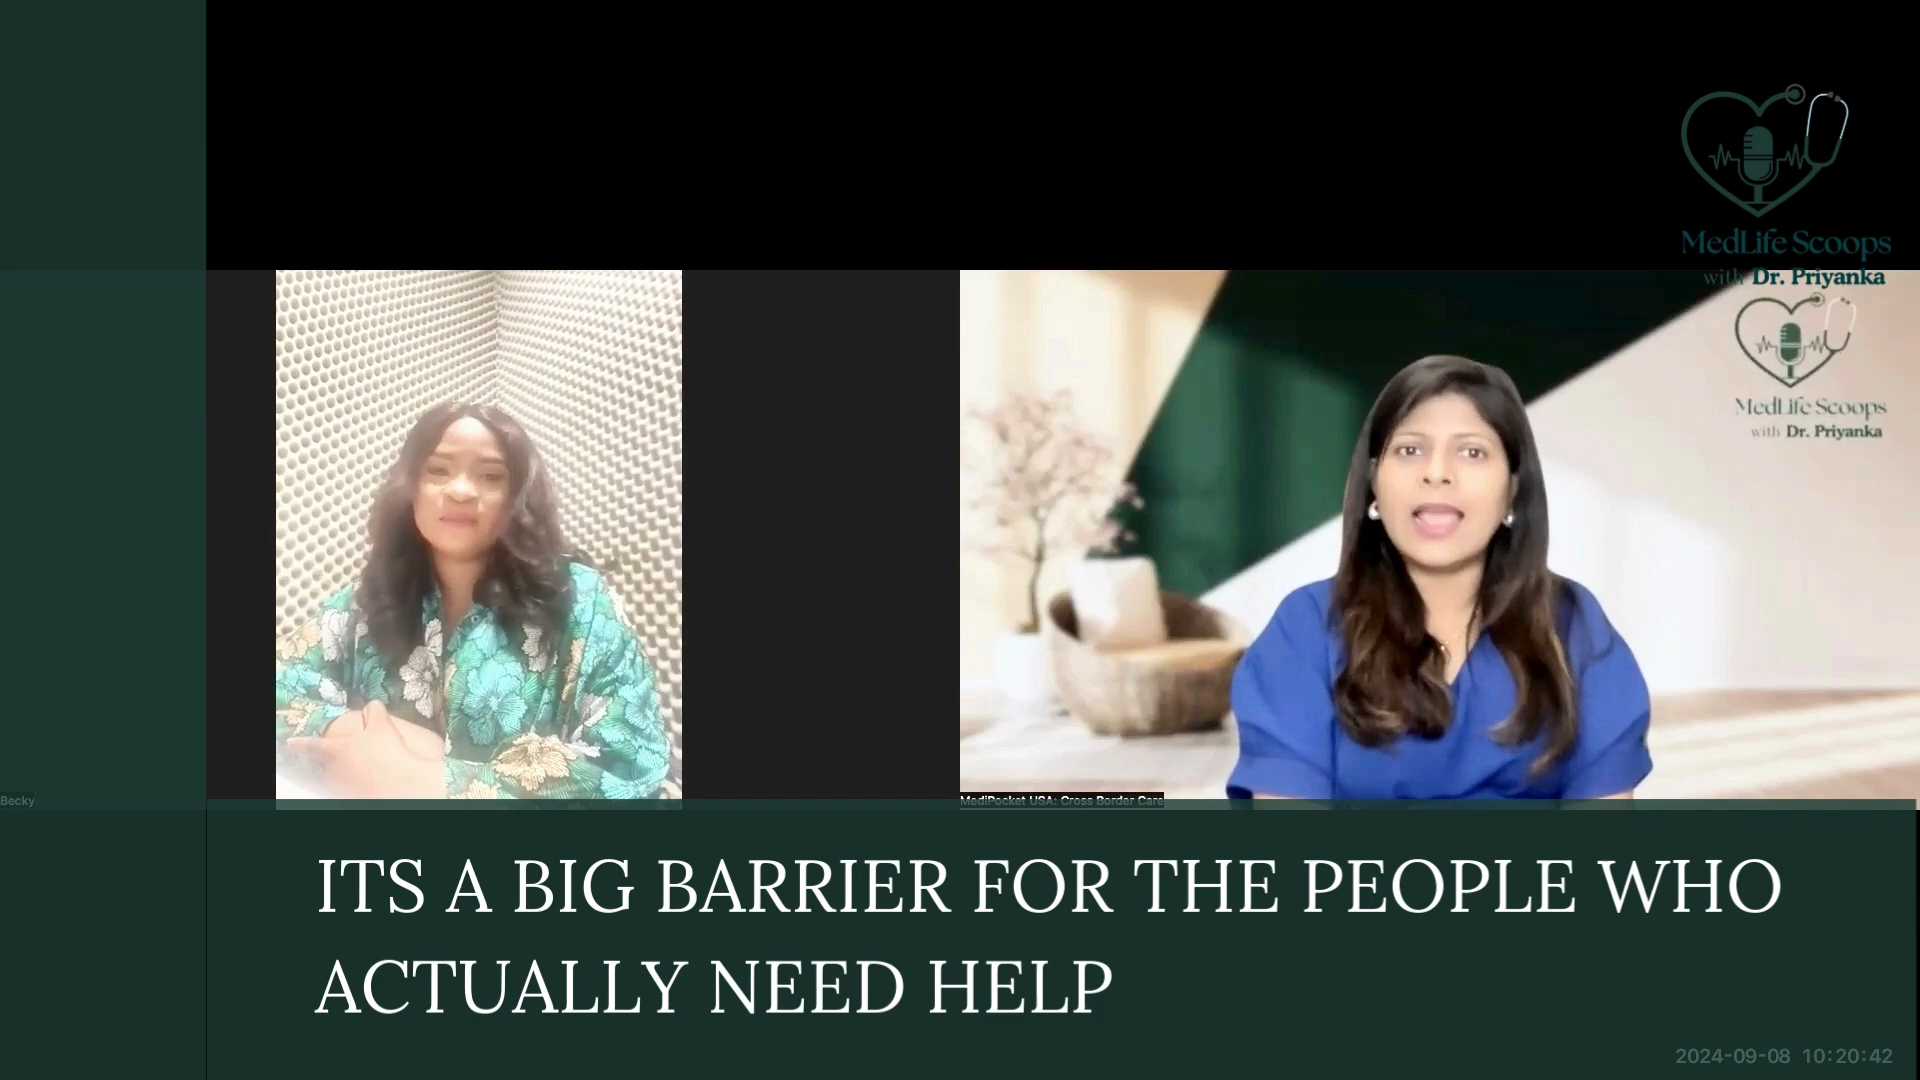 MedLife Scoops
with Dr. Priyanka
MedLife Scoops
with Dr. Priyanka
Becky
MediPocket USA: Cross Border Care
ITS A BIG BARRIER FOR THE PEOPLE WHO
ACTUALLY NEED HELP
2024-09-08 10:20:42